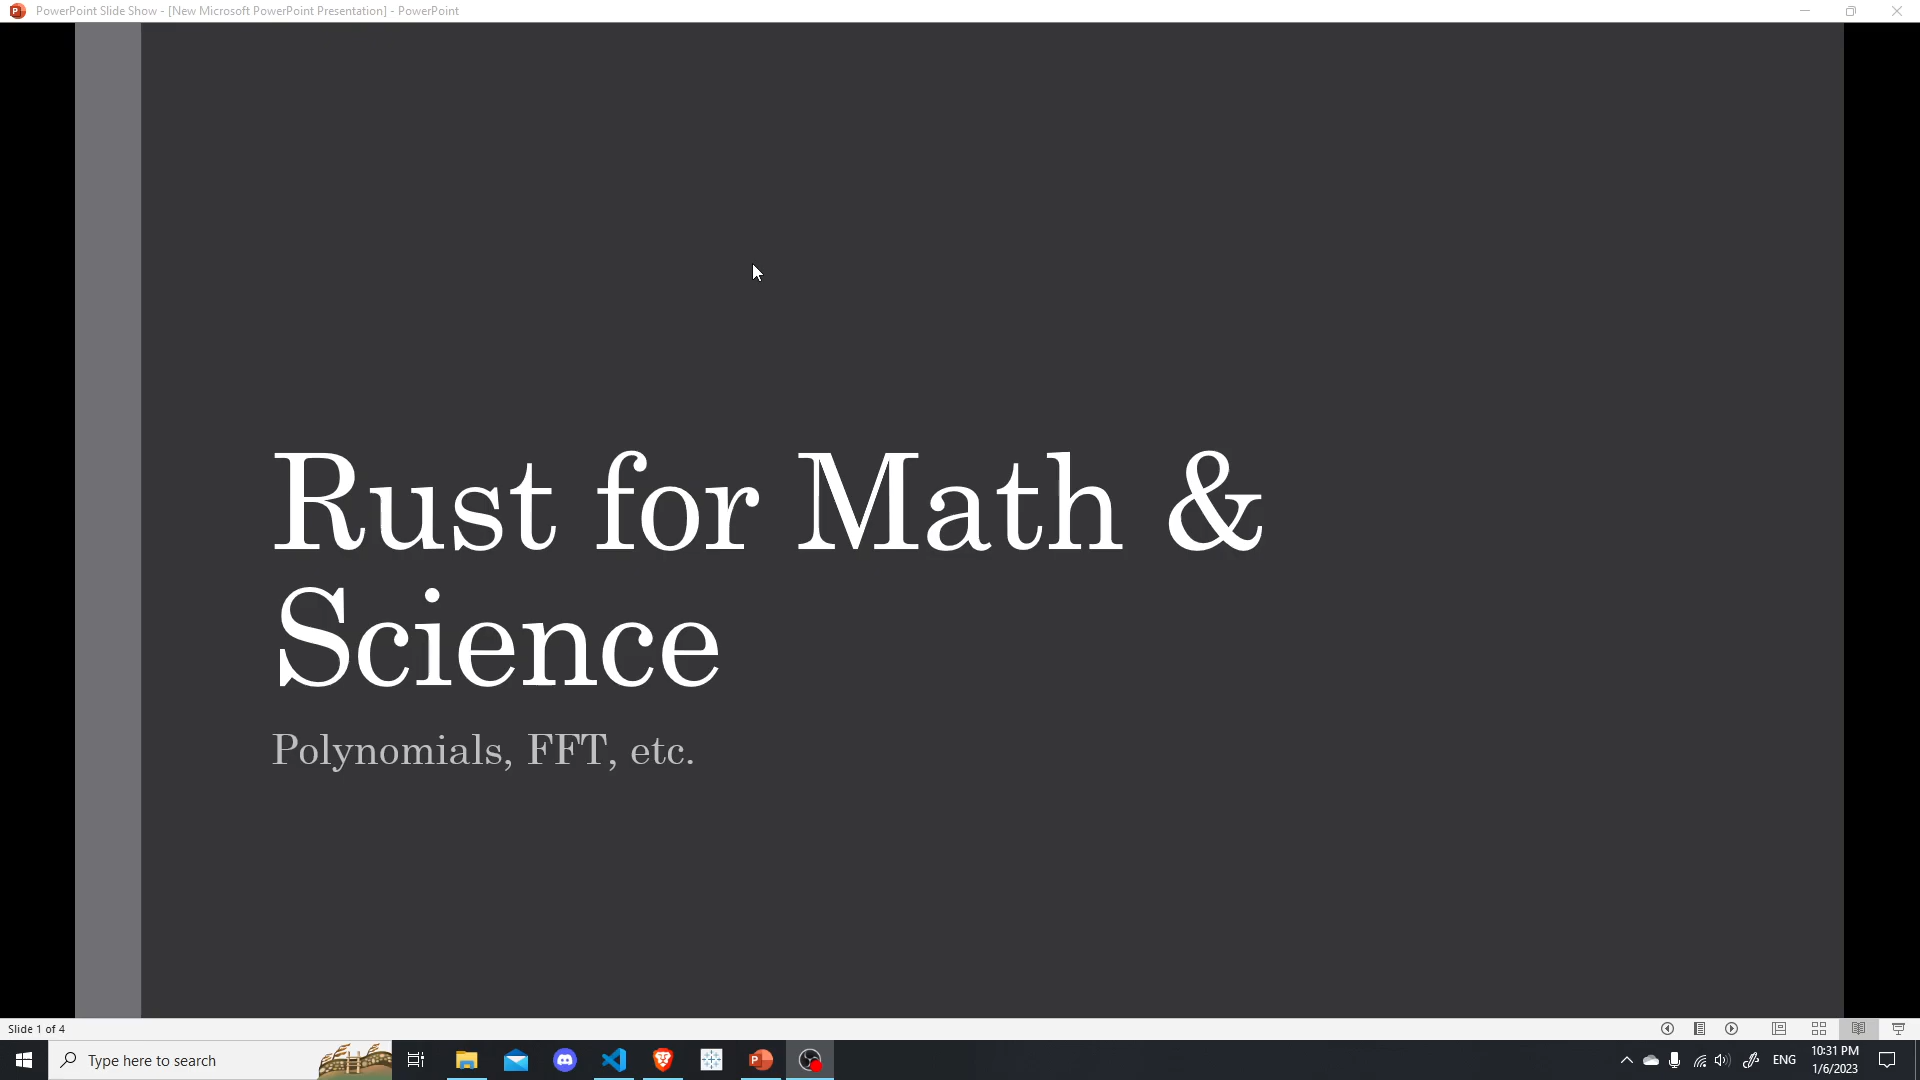 PowerPoint Slide Show - [New Microsoft PowerPoint Presentation] - PowerPoint
Rust for Math &
Science
Polynomials, FFT, etc.
Slide 1 of 4
Type here to search
ENG
10:31 PM
1/6/2023